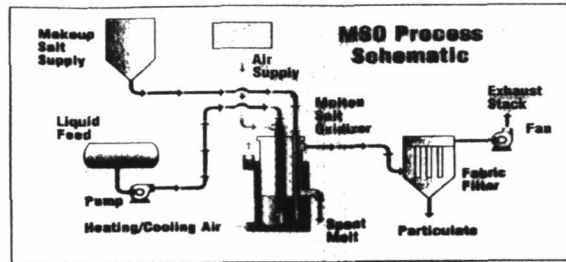 MSO Process
Schematic
Makeup
Salt
Supply
Air
Supply
Molten
Salt
Oxidizer
Exhaust
Stack
Fan
Liquid
Feed
Pump
Heating/Cooling Air
Spent
Melt
Fabric
Filter
Particulate